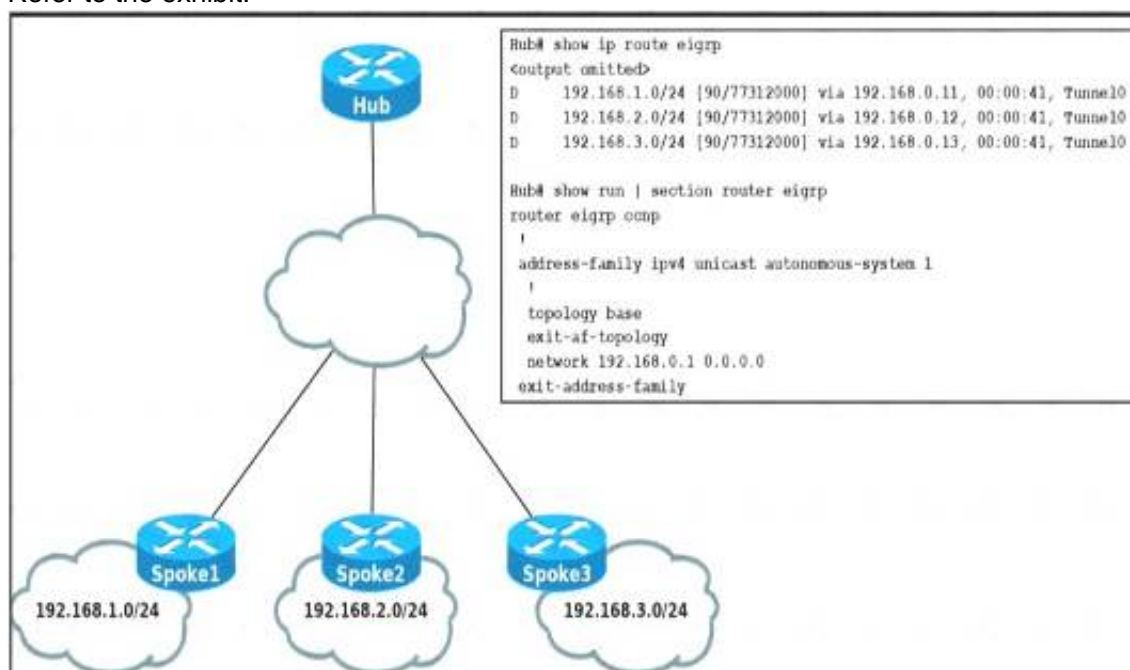 Refer to the exhibit.
Hub# show ip route eigrp
<output omitted>
D 192.168.1.0/24 [90/77312000] via 192.168.0.11, 00:00:41, Tunnel0
D 192.168.2.0/24 [90/77312000] via 192.168.0.12, 00:00:41, Tunnel0
D 192.168.3.0/24 [90/77312000] via 192.168.0.13, 00:00:41, Tunnel0
Hub# show run | section router eigrp
router eigrp ccnp
!
address-family ipv4 unicast autonomous-system 1
!
topology base
exit-af-topology
network 192.168.0.1 0.0.0.0
exit-address-family
Hub
Spoke1
Spoke2
Spoke3
192.168.1.0/24
192.168.2.0/24
192.168.3.0/24